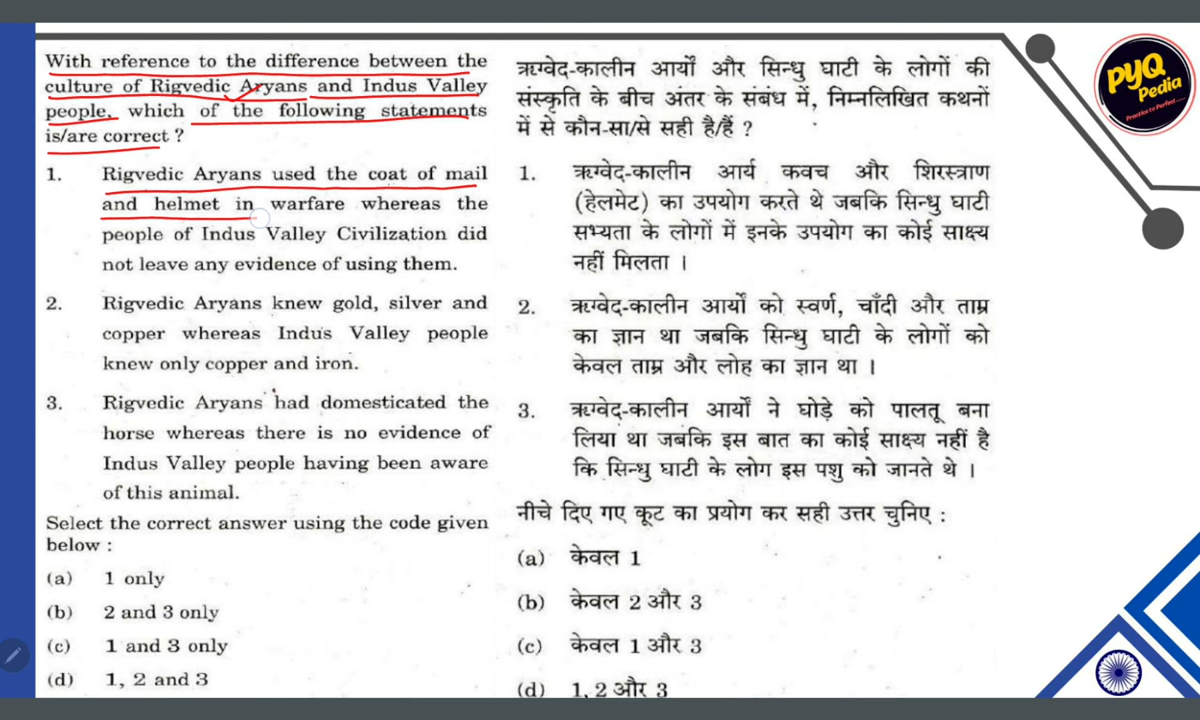 With reference to the difference between the
culture of Rigvedic Aryans and Indus Valley
people, which of the following statements
is/are correct ?
1. Rigvedic Aryans used the coat of mail
and helmet in warfare whereas the
people of Indus Valley Civilization did
not leave any evidence of using them.
2. Rigvedic Aryans knew gold, silver and
copper whereas Indus Valley people
knew only copper and iron.
3. Rigvedic Aryans had domesticated the
horse whereas there is no evidence of
Indus Valley people having been aware
of this animal.
Select the correct answer using the code given
below :
(a) 1 only
(b) 2 and 3 only
(c) 1 and 3 only
(d) 1, 2 and 3
ऋग्वेद-कालीन आर्यों और सिन्धु घाटी के लोगों की
संस्कृति के बीच अंतर के संबंध में, निम्नलिखित कथनों
में से कौन-सा/से सही है/हैं ?
1. ऋग्वेद-कालीन आर्य कवच और शिरस्त्राण
(हेलमेट) का उपयोग करते थे जबकि सिन्धु घाटी
सभ्यता के लोगों में इनके उपयोग का कोई साक्ष्य
नहीं मिलता ।
2. ऋग्वेद-कालीन आर्यों को स्वर्ण, चाँदी और ताम्र
का ज्ञान था जबकि सिन्धु घाटी के लोगों को
केवल ताम्र और लोह का ज्ञान था ।
3. ऋग्वेद-कालीन आर्यों ने घोड़े को पालतू बना
लिया था जबकि इस बात का कोई साक्ष्य नहीं है
कि सिन्धु घाटी के लोग इस पशु को जानते थे ।
नीचे दिए गए कूट का प्रयोग कर सही उत्तर चुनिए :
(a) केवल 1
(b) केवल 2 और 3
(c) केवल 1 और 3
(d) 1, 2 और 3
PYQ
Pedia
Practice to Perfect